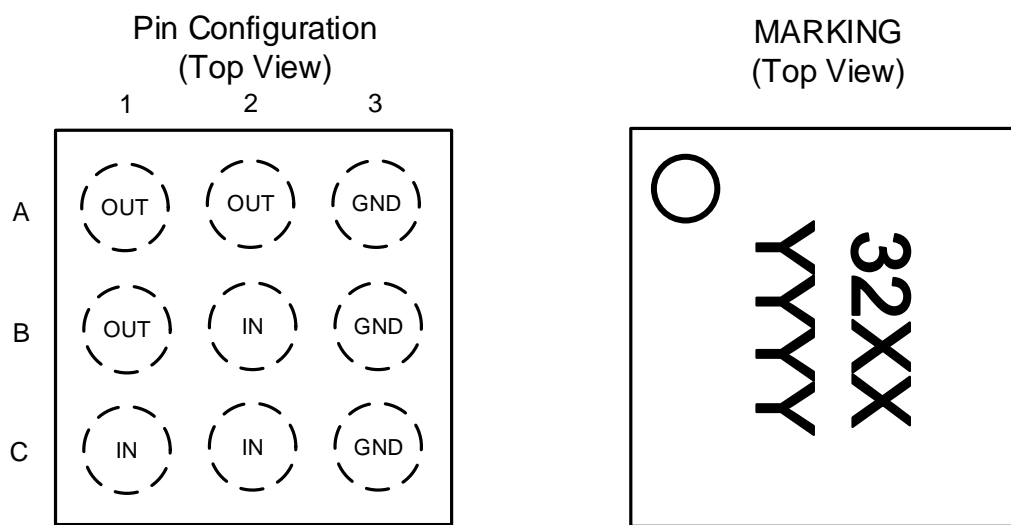 Pin Configuration
(Top View)
1 2 3
A OUT OUT GND
B OUT IN GND
C IN IN GND
MARKING
(Top View)
32XX
YYYY